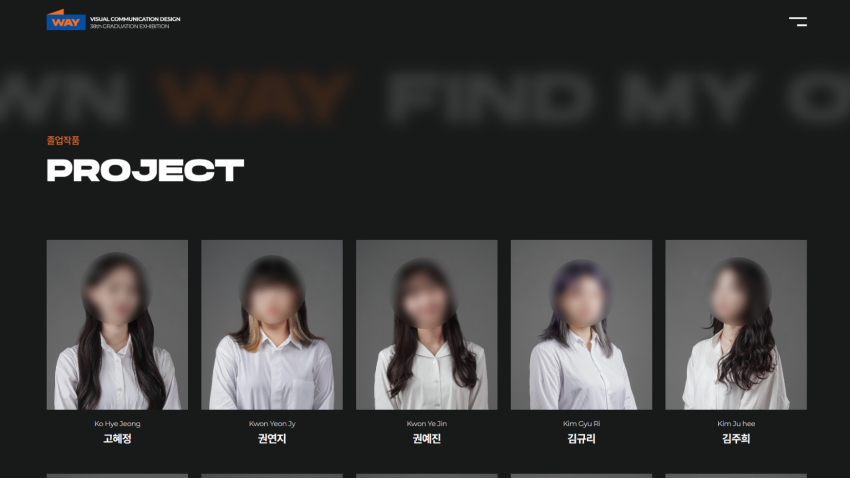 WAY
VISUAL COMMUNICATION DESIGN
38th GRADUATION EXHIBITION
WN WAY FIND MY O
졸업작품
PROJECT
Ko Hye Jeong
고혜정
Kwon Yeon Jy
권연지
Kwon Ye Jin
권예진
Kim Gyu Ri
김규리
Kim Ju hee
김주희